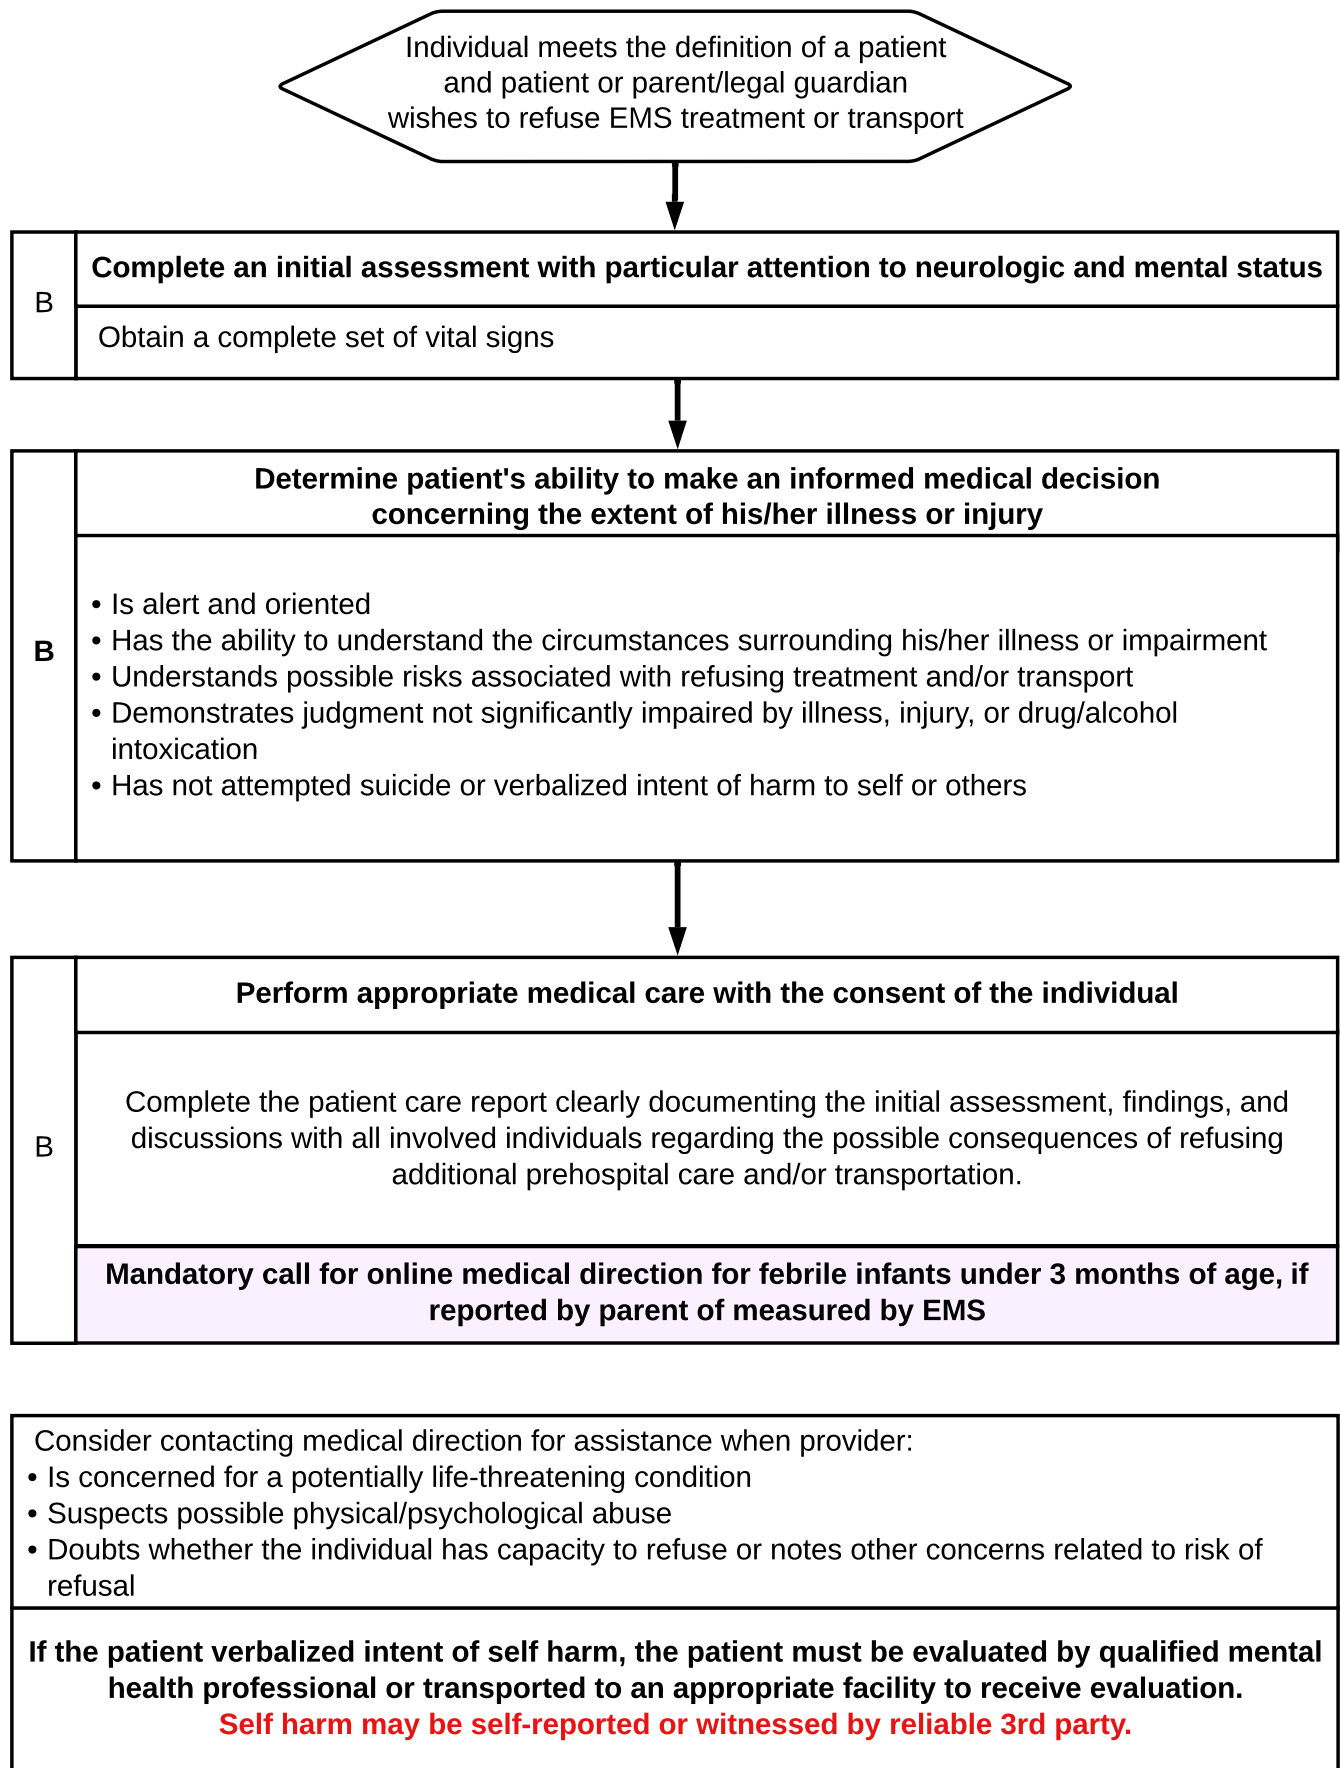 Individual meets the definition of a patient
and patient or parent/legal guardian
wishes to refuse EMS treatment or transport
B
Complete an initial assessment with particular attention to neurologic and mental status
Obtain a complete set of vital signs
B
Determine patient's ability to make an informed medical decision
concerning the extent of his/her illness or injury
• Is alert and oriented
• Has the ability to understand the circumstances surrounding his/her illness or impairment
• Understands possible risks associated with refusing treatment and/or transport
• Demonstrates judgment not significantly impaired by illness, injury, or drug/alcohol
intoxication
• Has not attempted suicide or verbalized intent of harm to self or others
B
Perform appropriate medical care with the consent of the individual
Complete the patient care report clearly documenting the initial assessment, findings, and
discussions with all involved individuals regarding the possible consequences of refusing
additional prehospital care and/or transportation.
Mandatory call for online medical direction for febrile infants under 3 months of age, if
reported by parent of measured by EMS
Consider contacting medical direction for assistance when provider:
• Is concerned for a potentially life-threatening condition
• Suspects possible physical/psychological abuse
• Doubts whether the individual has capacity to refuse or notes other concerns related to risk of
refusal
If the patient verbalized intent of self harm, the patient must be evaluated by qualified mental
health professional or transported to an appropriate facility to receive evaluation.
Self harm may be self-reported or witnessed by reliable 3rd party.